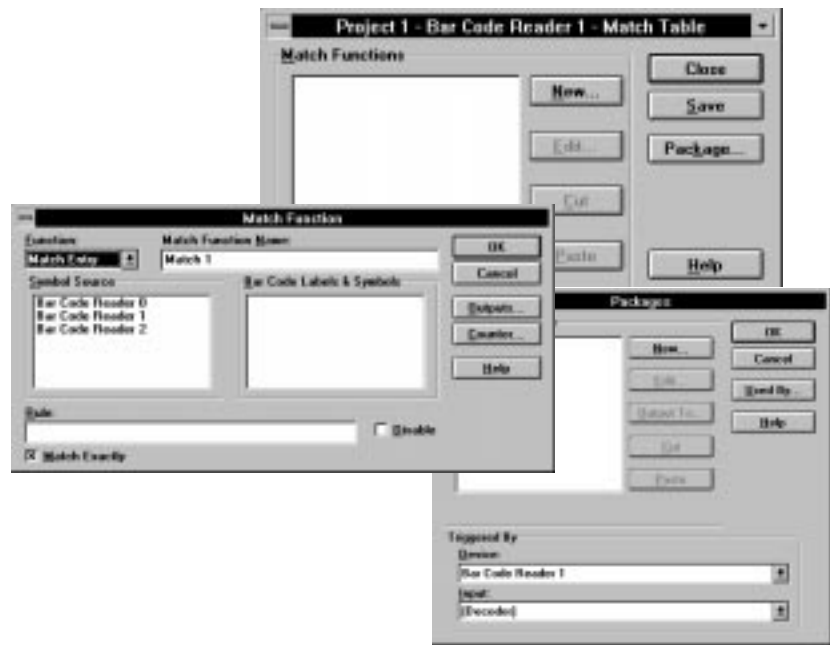 Project 1 - Bar Code Reader 1 - Match Table
Match Functions
New...
Edit...
Cut
Paste
Close
Save
Package...
Help
Match Function
Function:
Match Entry
Match Function Name:
Match 1
Symbol Source
Bar Code Reader 0
Bar Code Reader 1
Bar Code Reader 2
Bar Code Labels & Symbols
OK
Cancel
Outputs...
Counter...
Help
Rule:
Disable
Match Exactly
Packages
New...
Edit...
Output To...
Cut
Paste
OK
Cancel
Used By...
Help
Triggered By
Device:
Bar Code Reader 1
Input:
(Decoder)